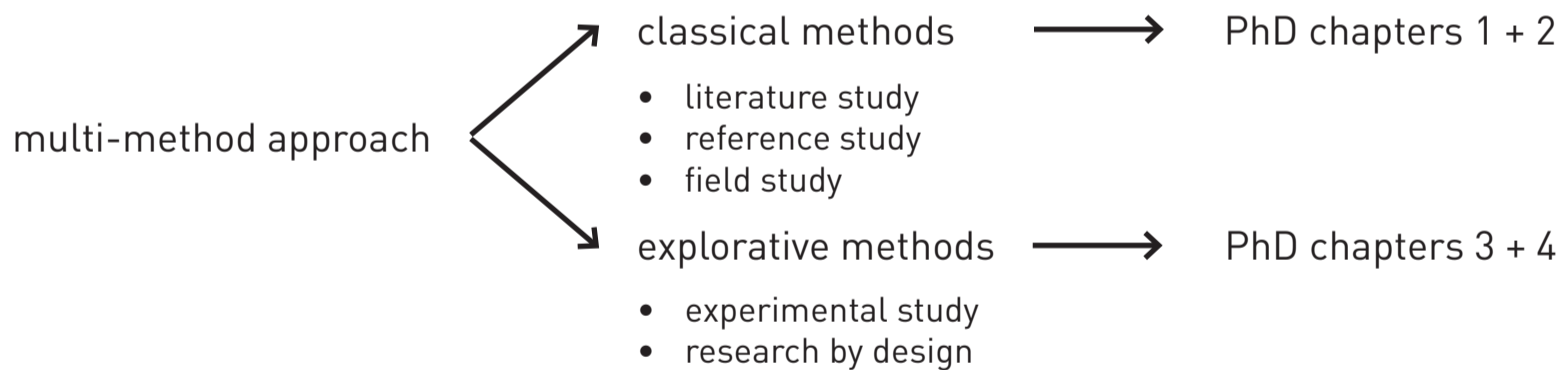 classical methods
PhD chapters 1 + 2
• literature study
multi-method approach
• reference study
• field study
explorative methods
PhD chapters 3 + 4
• experimental study
• research by design